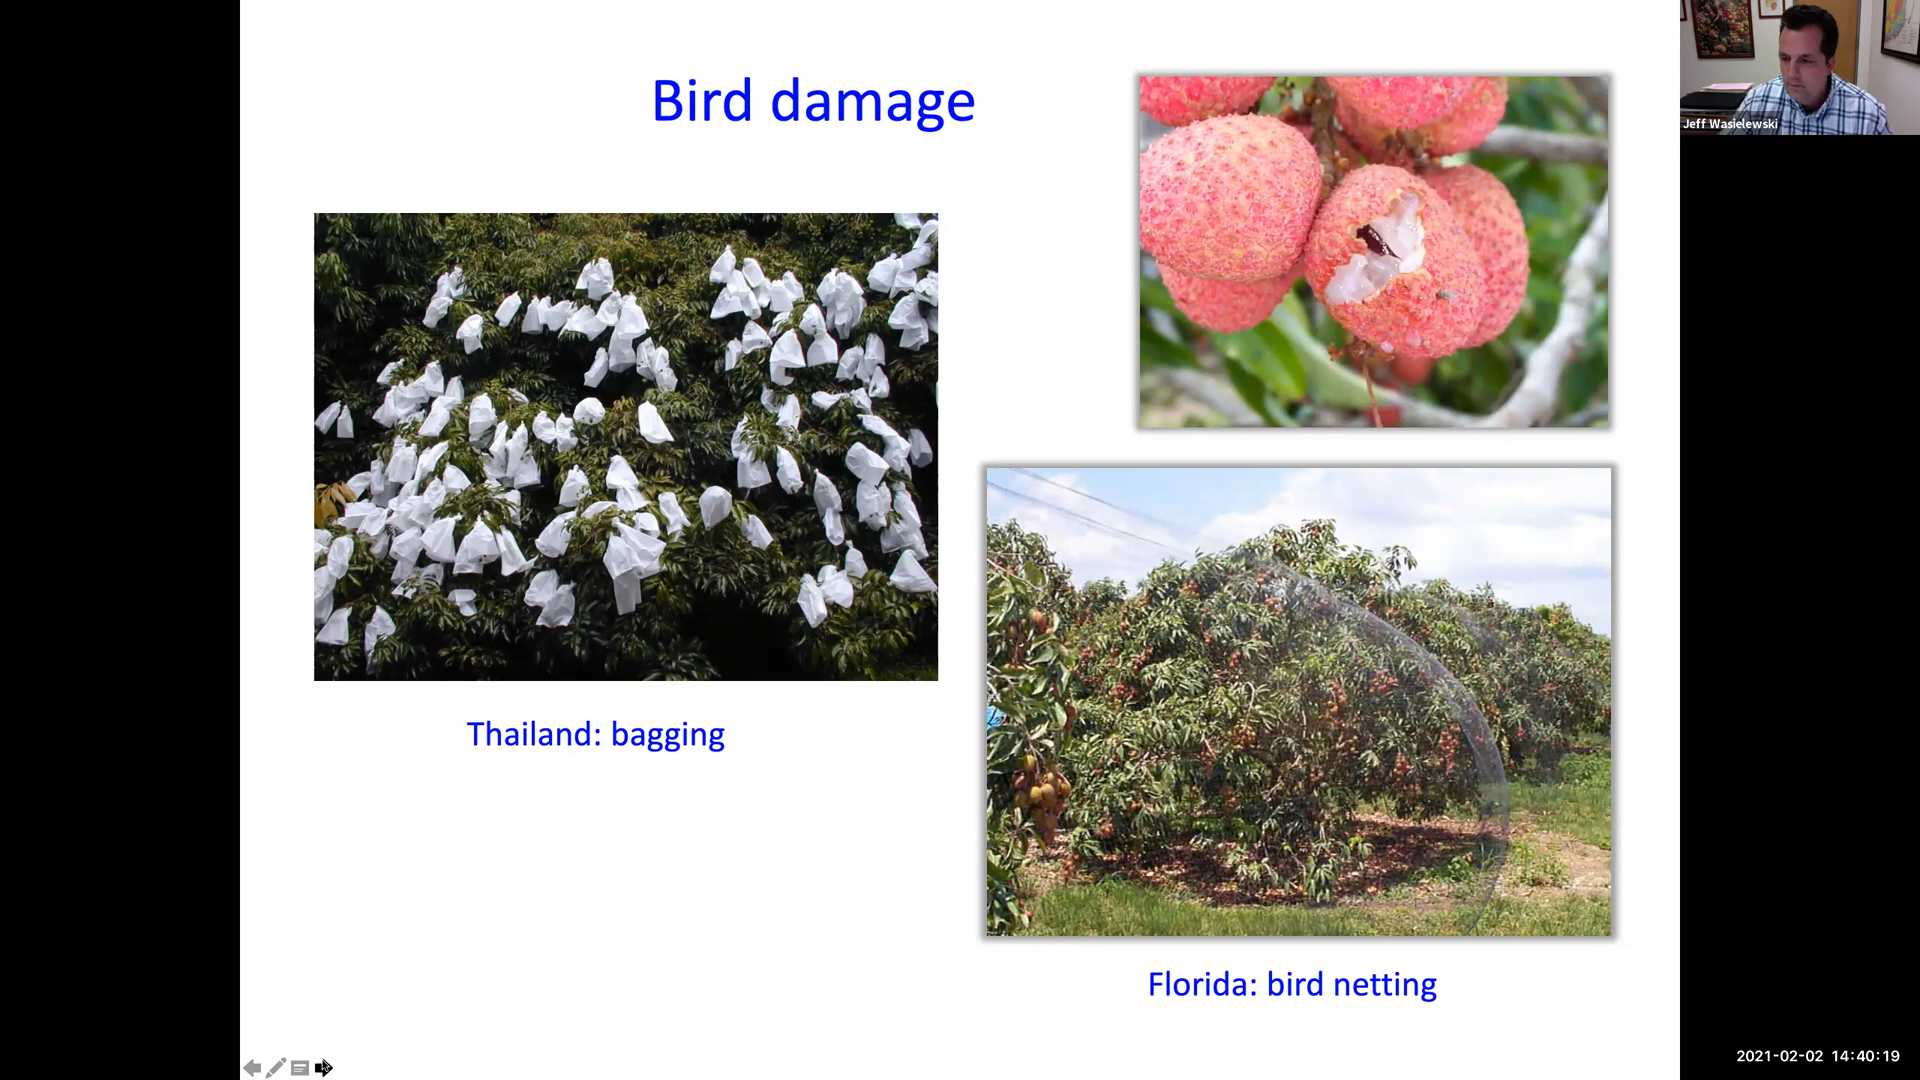 Bird damage
Jeff Wasielewski
Thailand: bagging
Florida: bird netting
2021-02-02 14:40:19